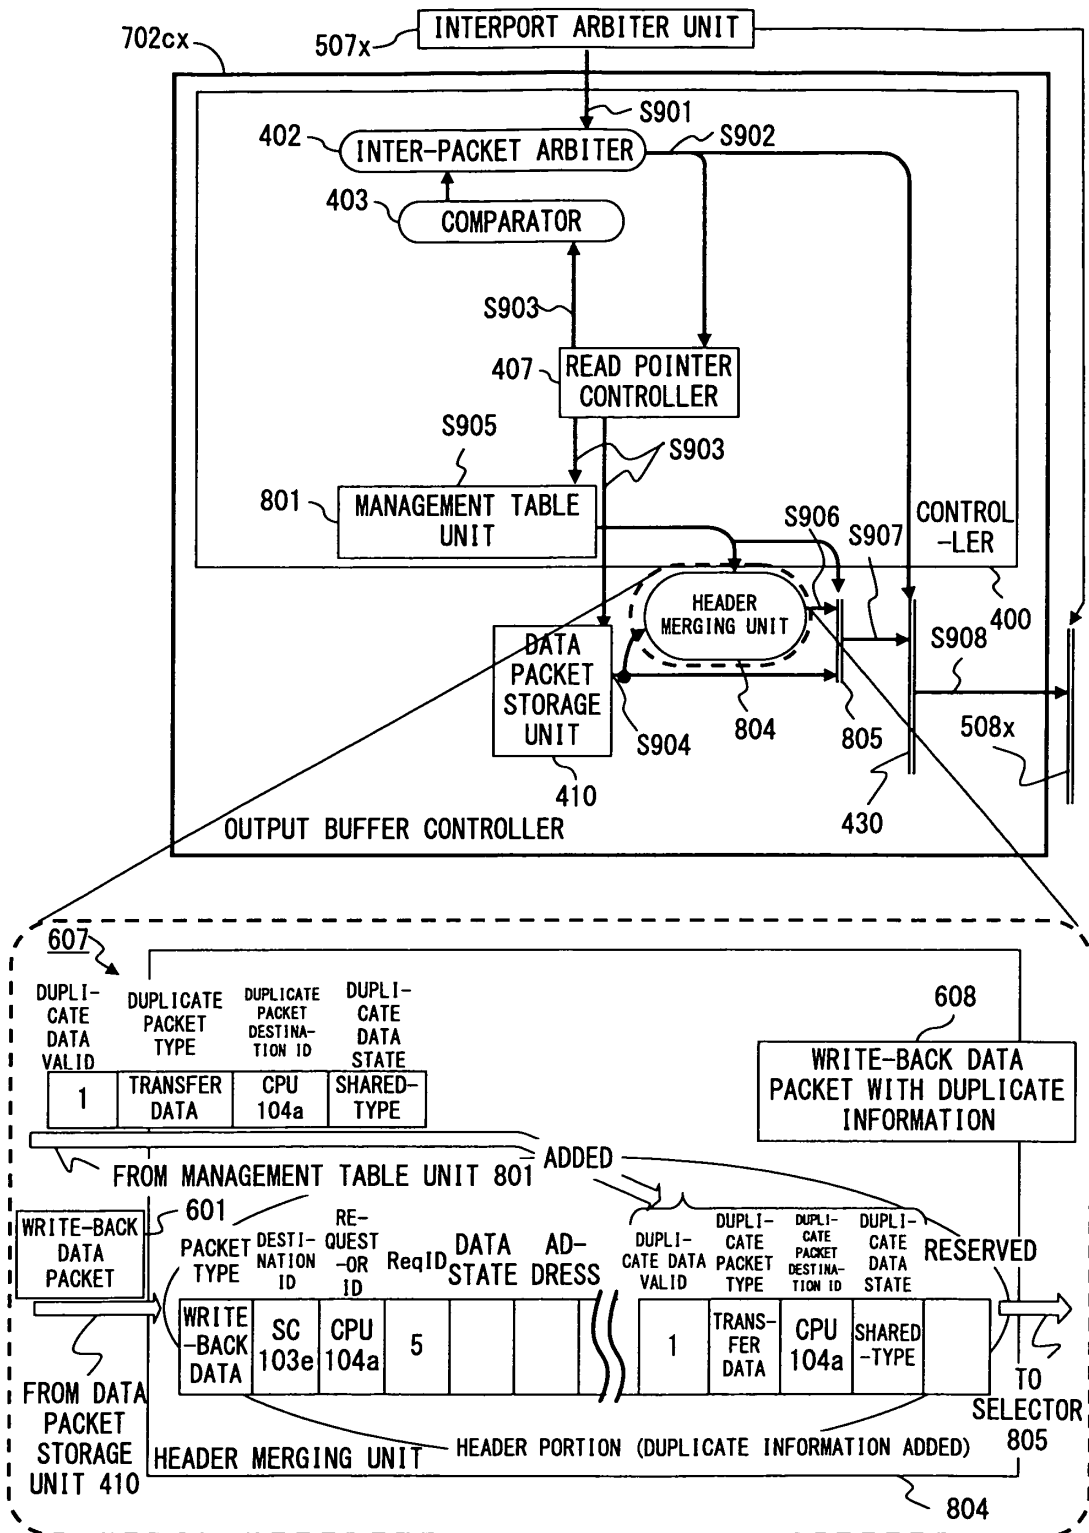 INTERPORT ARBITER UNIT
702cx
507x
S901
402
INTER-PACKET ARBITER
S902
403
COMPARATOR
S903
407
READ POINTER
CONTROLLER
S905
S903
801
MANAGEMENT TABLE
UNIT
S906
S907
CONTROL
-LER
HEADER
MERGING UNIT
400
DATA
PACKET
STORAGE
UNIT
S908
S904
804
805
508x
410
430
OUTPUT BUFFER CONTROLLER
607
DUPLI-
CATE
DATA
VALID
DUPLICATE
PACKET
TYPE
DUPLICATE
PACKET
DESTINA-
TION ID
DUPLI-
CATE
DATA
STATE
608
1
TRANSFER
DATA
CPU
104a
SHARED-
TYPE
WRITE-BACK DATA
PACKET WITH DUPLICATE
INFORMATION
FROM MANAGEMENT TABLE UNIT 801
ADDED
601
WRITE-BACK
DATA
PACKET
PACKET
TYPE
DESTI-
NATION
ID
RE-
QUEST
-OR
ID
ReqID
DATA
STATE
AD-
DRESS
DUPLI-
CATE DATA
VALID
DUPLI-
CATE
PACKET
TYPE
DUPLI-
CATE
PACKET
DESTINA-
TION ID
DUPLI-
CATE
DATA
STATE
RESERVED
WRITE
-BACK
DATA
SC
103e
CPU
104a
5
1
TRANS-
FER
DATA
CPU
104a
SHARED
-TYPE
FROM DATA
PACKET
STORAGE
UNIT 410
TO
SELECTOR
805
HEADER MERGING UNIT
HEADER PORTION (DUPLICATE INFORMATION ADDED)
804